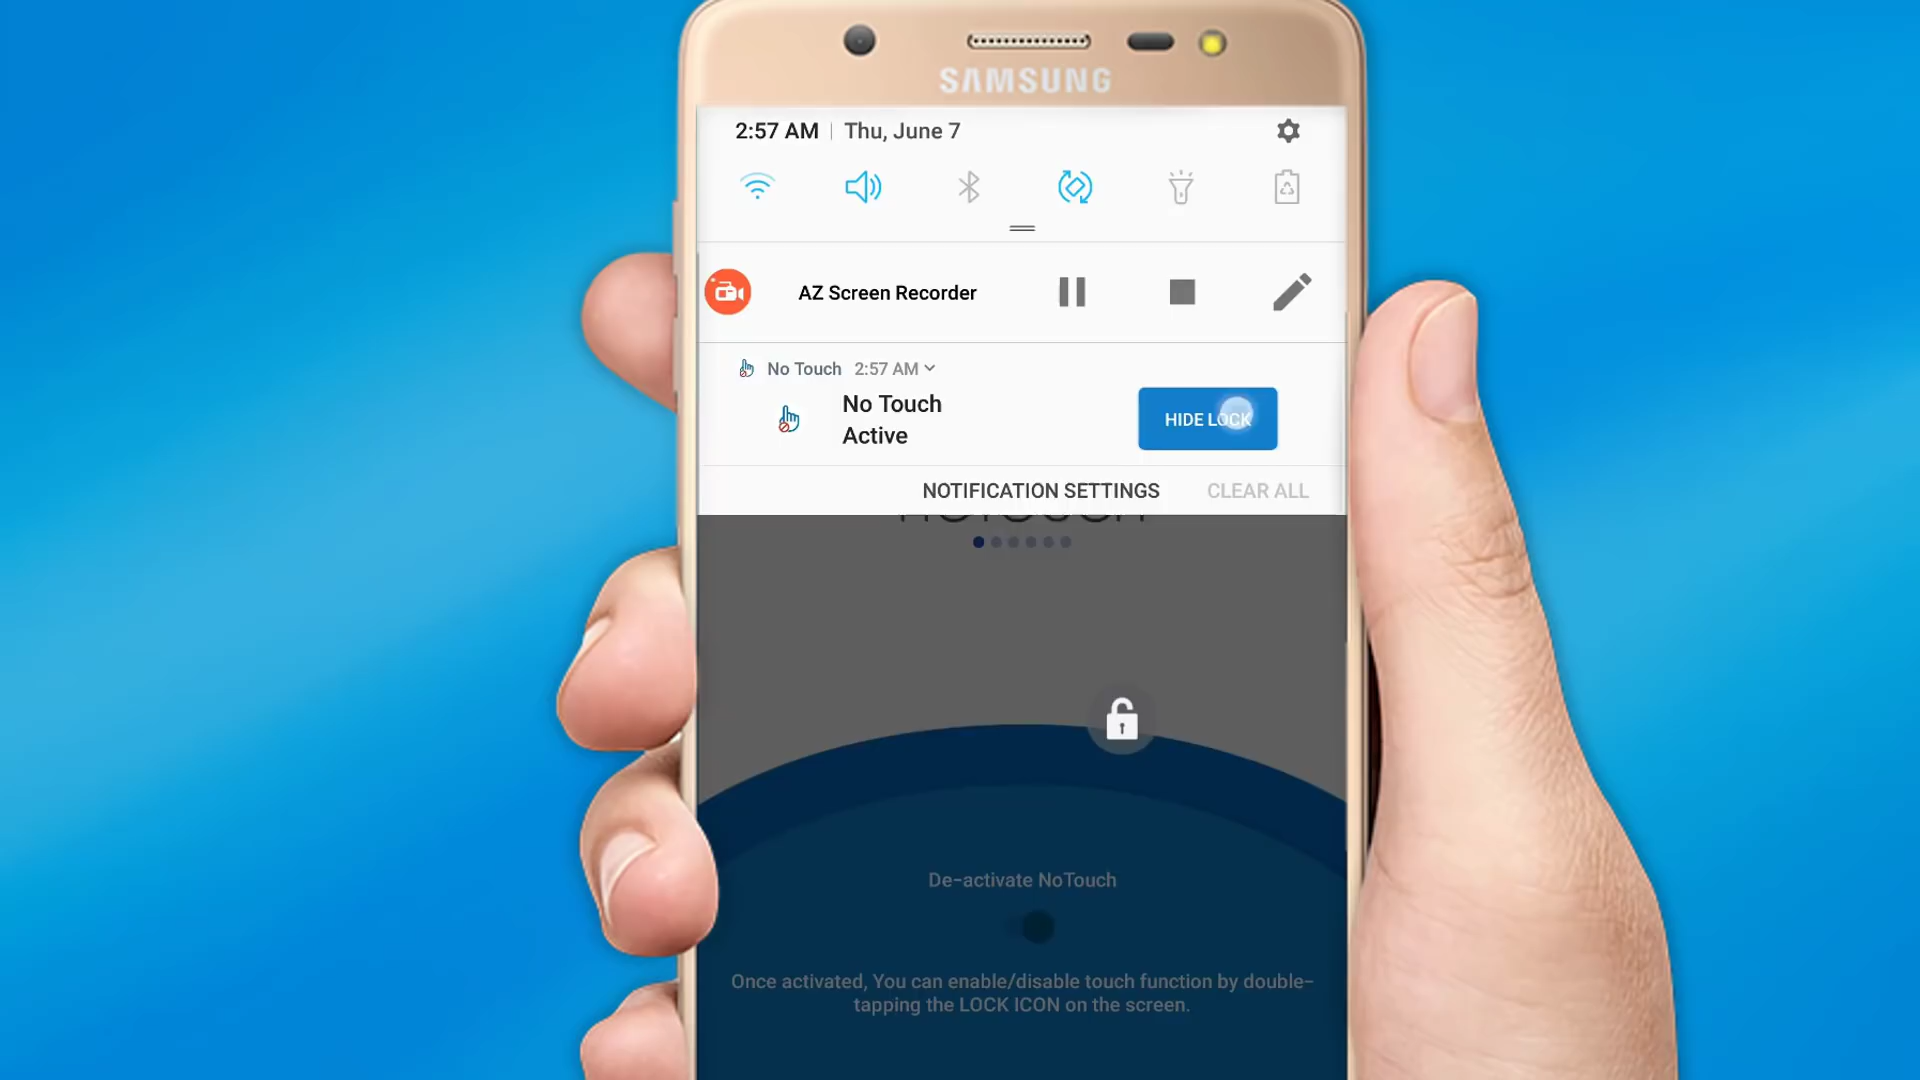 SAMSUNG
2:57 AM | Thu, June 7
AZ Screen Recorder
No Touch 2:57 AM
No Touch
Active
HIDE LOCK
NOTIFICATION SETTINGS CLEAR ALL
De-activate NoTouch
Once activated, You can enable/disable touch function by double-
tapping the LOCK ICON on the screen.